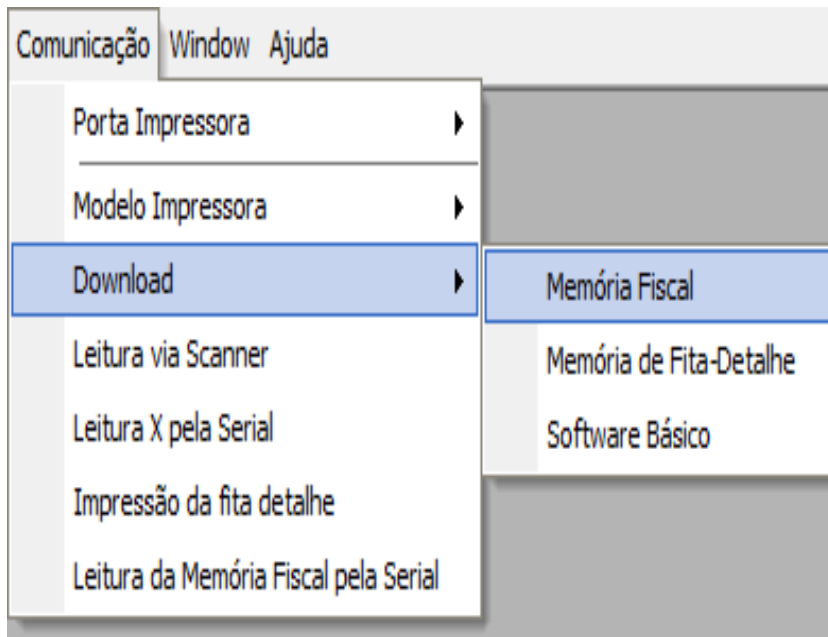 Comunicação Window Ajuda
Porta Impressora
Modelo Impressora
Download
Memória Fiscal
Leitura via Scanner
Memória de Fita-Detalhe
Leitura X pela Serial
Software Básico
Impressão da fita detalhe
Leitura da Memória Fiscal pela Serial